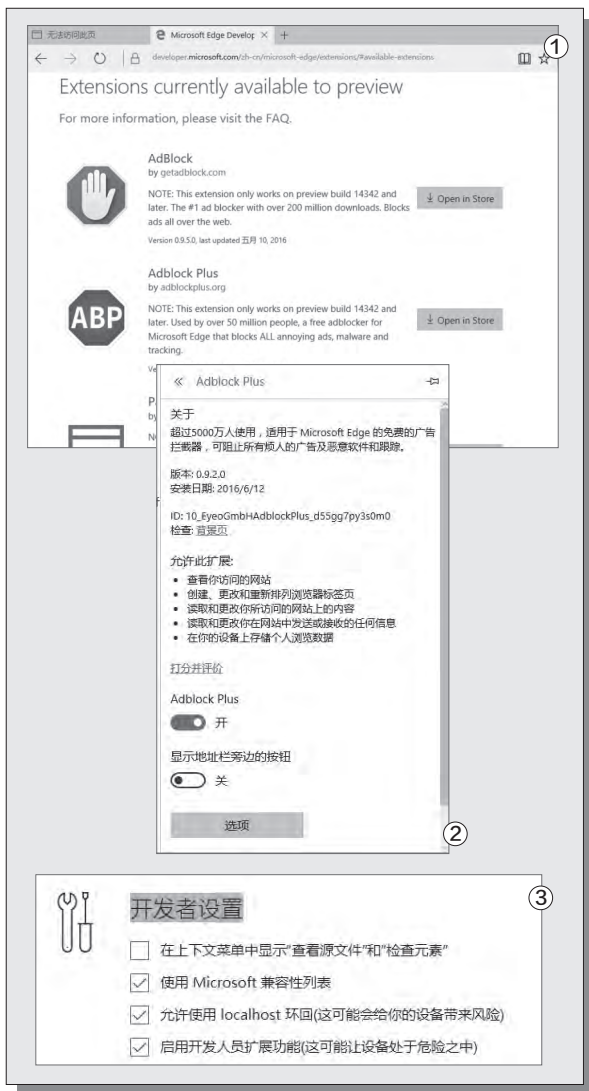 无法访问此页
Microsoft Edge Develop
①
developer.microsoft.com/zh-cn/microsoft-edge/extensions/#available-extensions
Extensions currently available to preview
For more information, please visit the FAQ.
AdBlock
by getadblock.com
NOTE: This extension only works on preview build 14342 and
later. The #1 ad blocker with over 200 million downloads. Blocks
ads all over the web.
Version 0.9.5.0, last updated 五月 10, 2016
Open in Store
Adblock Plus
by adblockplus.org
NOTE: This extension only works on preview build 14342 and
later. Used by over 50 million people, a free adblocker for
Microsoft Edge that blocks ALL annoying ads, malware and
tracking.
Open in Store
ABP
Adblock Plus
关于
超过5000万人使用，适用于 Microsoft Edge 的免费的广告
拦截器，可阻止所有烦人的广告及恶意软件和跟踪。
版本: 0.9.2.0
安装日期: 2016/6/12
ID: 10_EyeoGmbHAdblockPlus_d55gg7py3s0m0
检查: 背景页
允许此扩展:
• 查看你访问的网站
• 创建、更改和重新排列浏览器标签页
• 读取和更改你所访问的网站上的内容
• 读取和更改你在网站中发送或接收的任何信息
• 在你的设备上存储个人浏览数据
打分并评价
Adblock Plus
开
显示地址栏旁边的按钮
关
选项
②
③
开发者设置
在上下文菜单中显示"查看源文件"和"检查元素"
使用 Microsoft 兼容性列表
允许使用 localhost 环回(这可能会给你的设备带来风险)
启用开发人员扩展功能(这可能让设备处于危险之中)